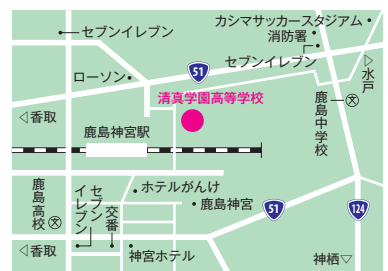 カシマサッカースタジアム
消防署
セブンイレブン
セブンイレブン
51
ローソン
▷水戸
清真学園高等学校
鹿島中学校
文
◁香取
鹿島神宮駅
鹿島高校
文
セブンイレブン
交番
ホテルがんけ
鹿島神宮
51
124
◁香取
神宮ホテル
神栖▽